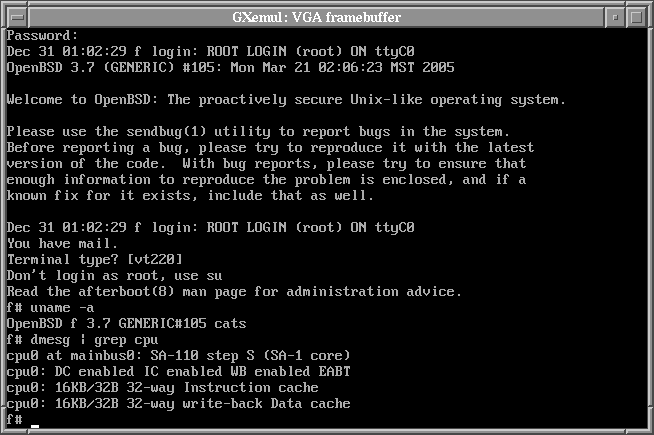 GXemul: VGA framebuffer
Password:
Dec 31 01:02:29 f login: ROOT LOGIN (root) ON ttyC0
OpenBSD 3.7 (GENERIC) #105: Mon Mar 21 02:06:23 MST 2005
Welcome to OpenBSD: The proactively secure Unix-like operating system.
Please use the sendbug(1) utility to report bugs in the system.
Before reporting a bug, please try to reproduce it with the latest
version of the code.  With bug reports, please try to ensure that
enough information to reproduce the problem is enclosed, and if a
known fix for it exists, include that as well.
Dec 31 01:02:29 f login: ROOT LOGIN (root) ON ttyC0
You have mail.
Terminal type? [vt220]
Don't login as root, use su
Read the afterboot(8) man page for administration advice.
f# uname -a
OpenBSD f 3.7 GENERIC#105 cats
f# dmesg | grep cpu
cpu0 at mainbus0: SA-110 step S (SA-1 core)
cpu0: DC enabled IC enabled WB enabled EABT
cpu0: 16KB/32B 32-way Instruction cache
cpu0: 16KB/32B 32-way write-back Data cache
f# _